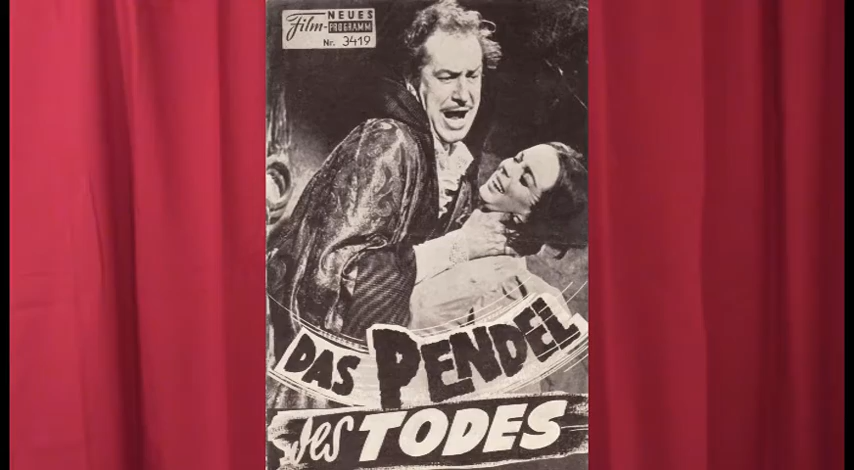 Film-
NEUES
PROGRAMM
Nr. 3419
DAS PENDEL
des TODES